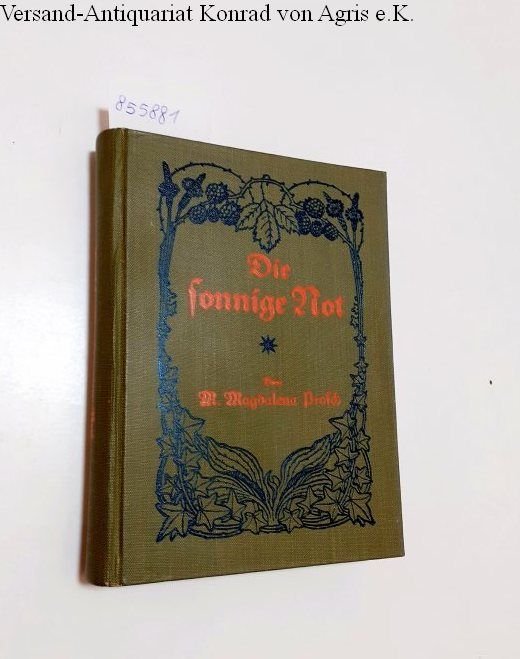 Versand-Antiquariat Konrad von Agris e.K.
855881
Die
sonnige Not
Von
M. Magdalena Prosch